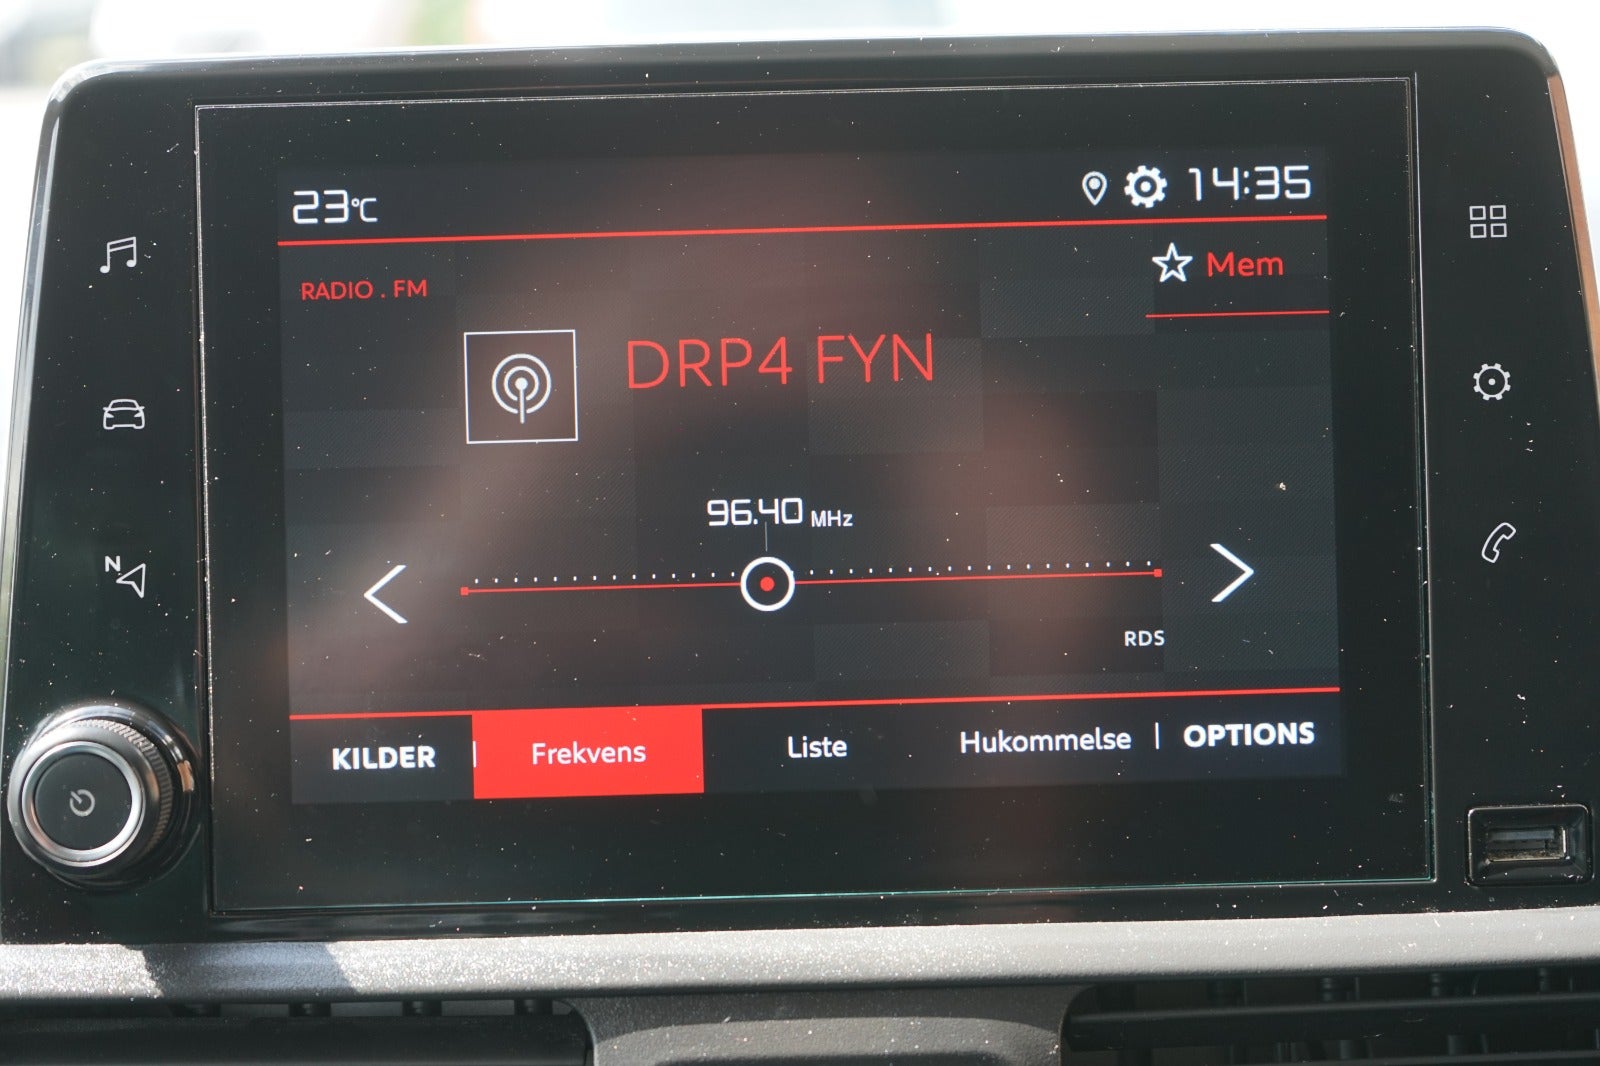 23°C 14:35
RADIO . FM
Mem
DRP4 FYN
96.40 MHz
N
RDS
KILDER | Frekvens Liste Hukommelse | OPTIONS